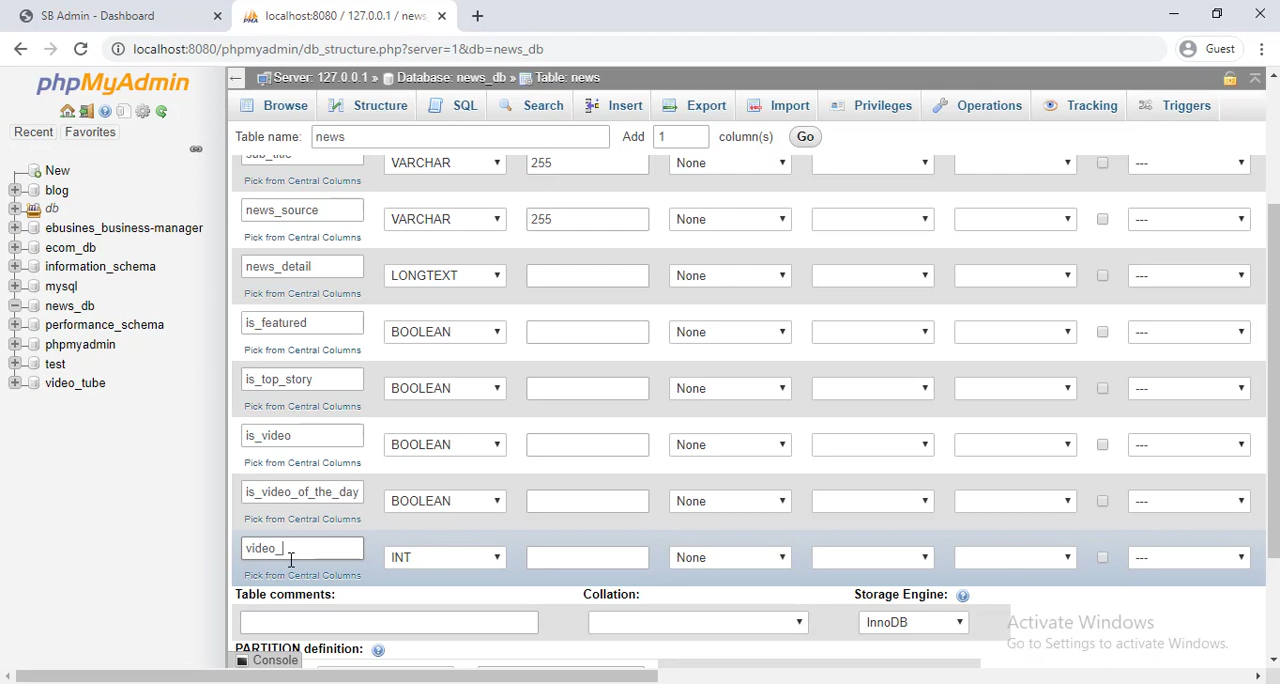 SB Admin - Dashboard
localhost:8080 / 127.0.0.1 / news_
localhost:8080/phpmyadmin/db_structure.php?server=1&db=news_db
Guest
phpMyAdmin
Recent Favorites
New
blog
db
ebusines_business-manager
ecom_db
information_schema
mysql
news_db
performance_schema
phpmyadmin
test
video_tube
Server: 127.0.0.1 » Database: news_db » Table: news
Browse Structure SQL Search Insert Export Import Privileges Operations Tracking Triggers
Table name: news Add 1 column(s) Go
sub_title VARCHAR 255 None ---
Pick from Central Columns
news_source VARCHAR 255 None ---
Pick from Central Columns
news_detail LONGTEXT None ---
Pick from Central Columns
is_featured BOOLEAN None ---
Pick from Central Columns
is_top_story BOOLEAN None ---
Pick from Central Columns
is_video BOOLEAN None ---
Pick from Central Columns
is_video_of_the_day BOOLEAN None ---
Pick from Central Columns
video_ INT None ---
Pick from Central Columns
Table comments: Collation: Storage Engine:
InnoDB
PARTITION definition:
Console
Activate Windows
Go to Settings to activate Windows.